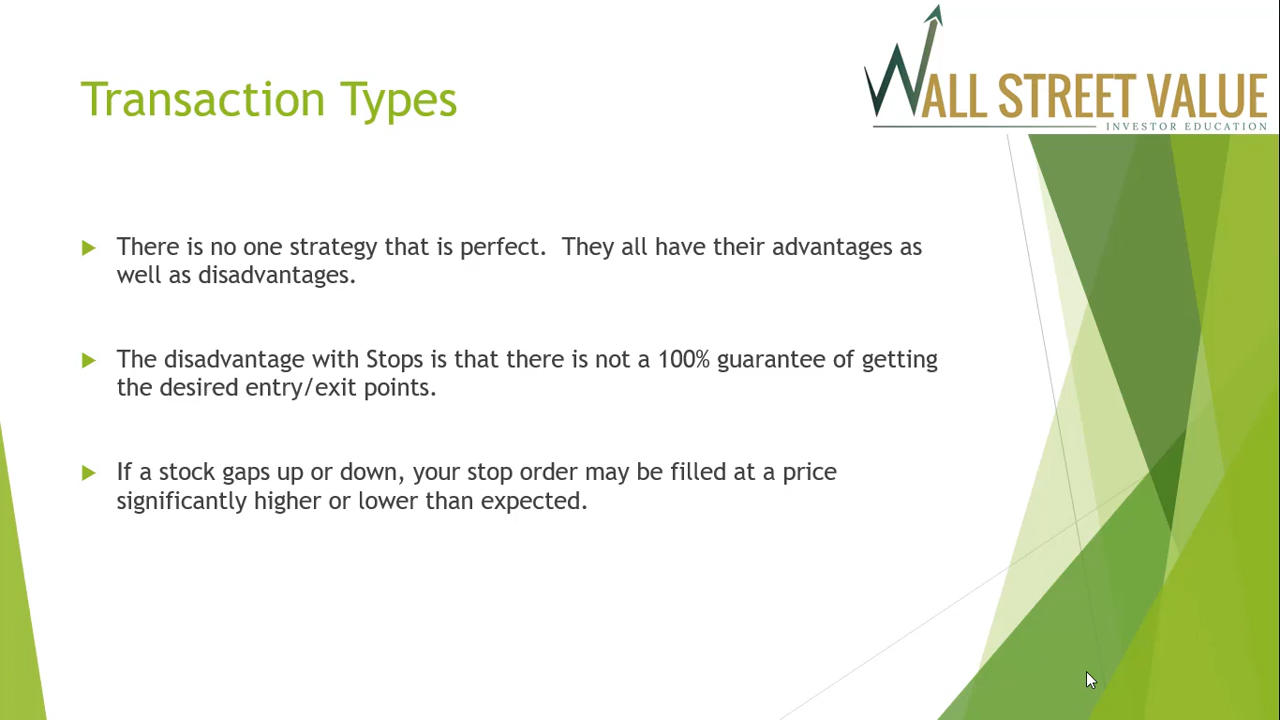 WALL STREET VALUE
INVESTOR EDUCATION
Transaction Types
There is no one strategy that is perfect.  They all have their advantages as
well as disadvantages.
The disadvantage with Stops is that there is not a 100% guarantee of getting
the desired entry/exit points.
If a stock gaps up or down, your stop order may be filled at a price
significantly higher or lower than expected.